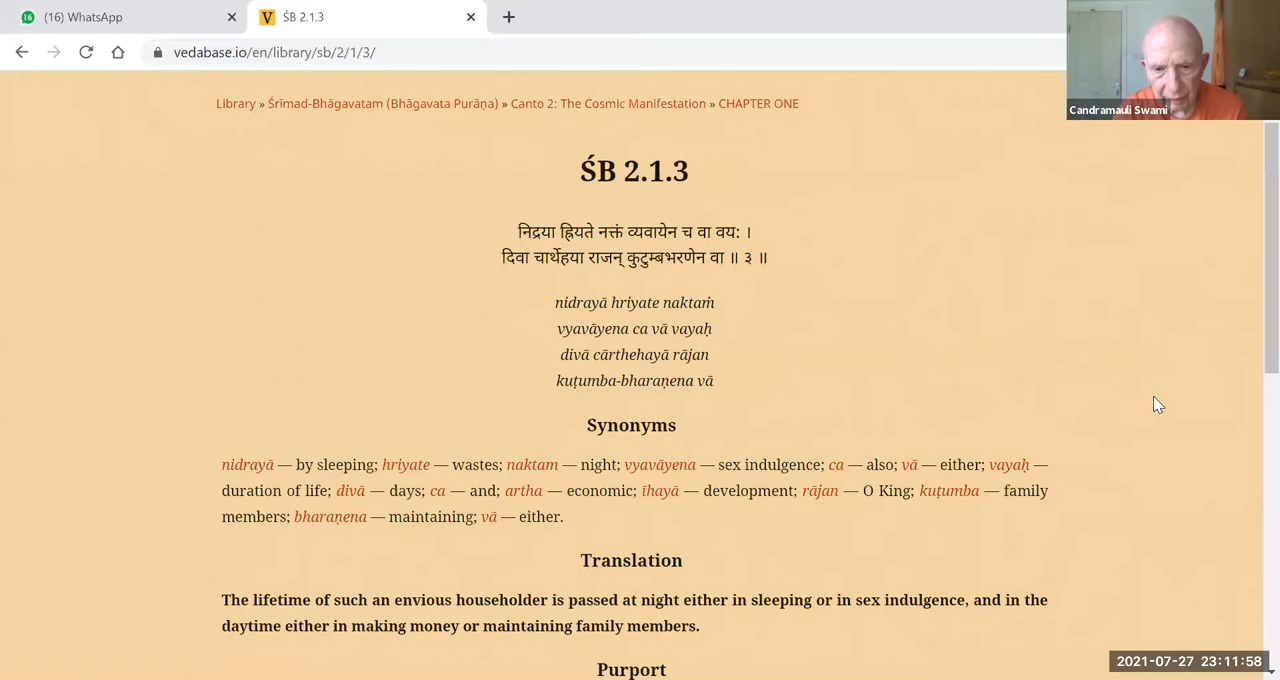 16 (16) WhatsApp
V ŚB 2.1.3
vedabase.io/en/library/sb/2/1/3/
Candramauli Swami
Library » Śrīmad-Bhāgavatam (Bhāgavata Purāṇa) » Canto 2: The Cosmic Manifestation » CHAPTER ONE
ŚB 2.1.3
निद्रया ह्रियते नक्तं व्यवायेन च वा वय: ।
दिवा चार्थेहया राजन् कुटुम्बभरणेन वा ॥ ३ ॥
nidrayā hriyate naktaṁ
vyavāyena ca vā vayaḥ
divā cārthehayā rājan
kuṭumba-bharaṇena vā
Synonyms
nidrayā — by sleeping; hriyate — wastes; naktam — night; vyavāyena — sex indulgence; ca — also; vā — either; vayaḥ —
duration of life; divā — days; ca — and; artha — economic; īhayā — development; rājan — O King; kuṭumba — family
members; bharaṇena — maintaining; vā — either.
Translation
The lifetime of such an envious householder is passed at night either in sleeping or in sex indulgence, and in the
daytime either in making money or maintaining family members.
Purport
2021-07-27 23:11:58